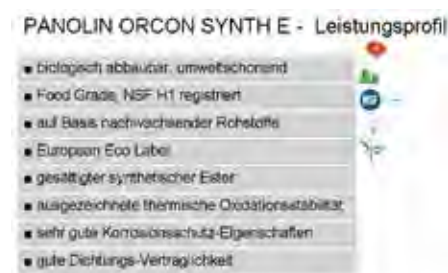 PANOLIN ORCON SYNTH E - Leistungsprofil
■ biologisch abbaubar, umweltschonend
■ Food Grade, NSF H1 registriert
■ auf Basis nachwachsender Rohstoffe
■ European Eco Label
■ gesättigter synthetischer Ester
■ ausgezeichnete thermische Oxidationsstabilität
■ sehr gute Korrosionsschutz-Eigenschaften
■ gute Dichtungs-Verträglichkeit